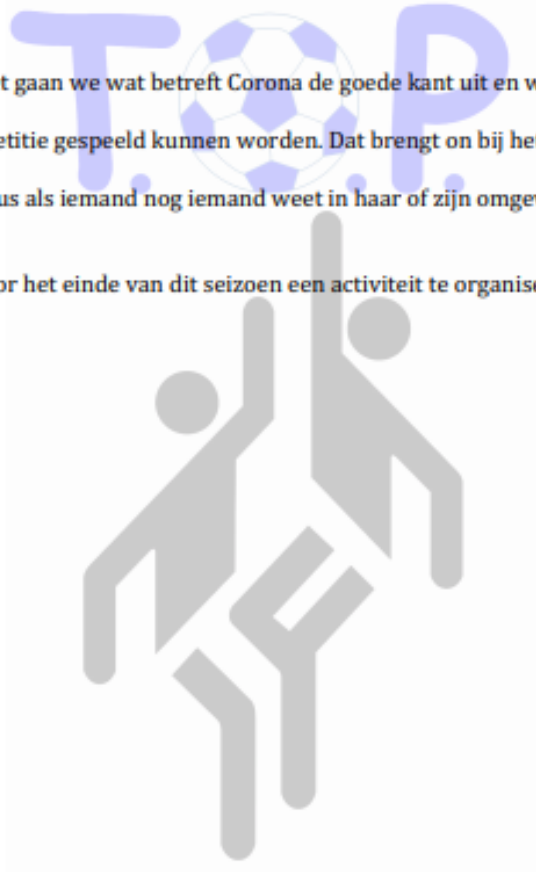 T.O.P.
t gaan we wat betreft Corona de goede kant uit en w
etitie gespeeld kunnen worden. Dat brengt on bij he
us als iemand nog iemand weet in haar of zijn omge
or het einde van dit seizoen een activiteit te organise